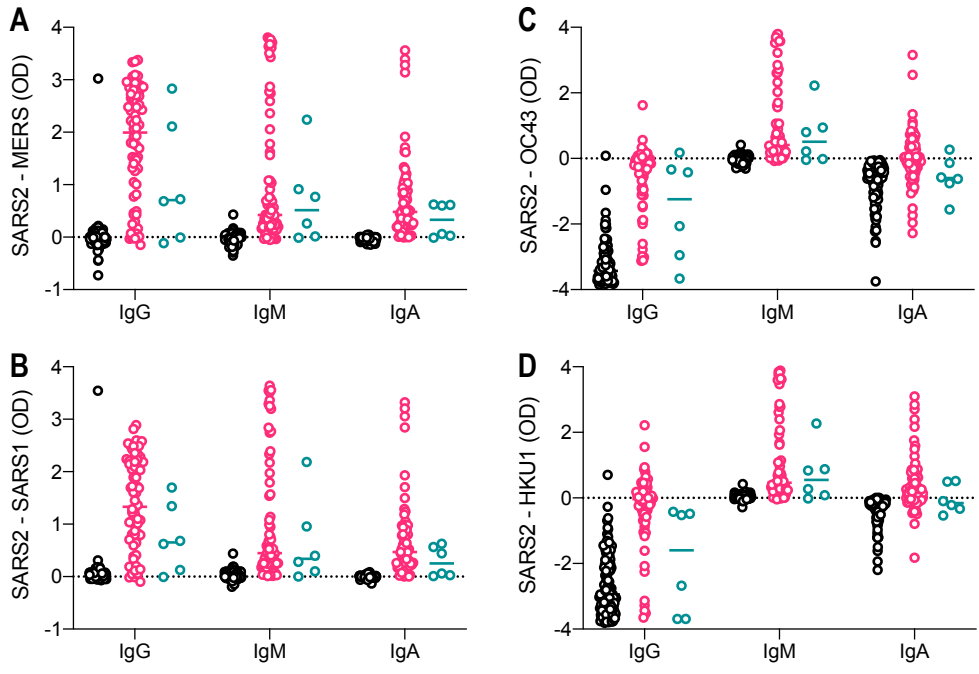 A
SARS2 - MERS (OD)
4
3
2
1
0
-1
IgG
IgM
IgA
C
SARS2 - OC43 (OD)
4
2
0
-2
-4
IgG
IgM
IgA
B
SARS2 - SARS1 (OD)
4
3
2
1
0
-1
IgG
IgM
IgA
D
SARS2 - HKU1 (OD)
4
2
0
-2
-4
IgG
IgM
IgA